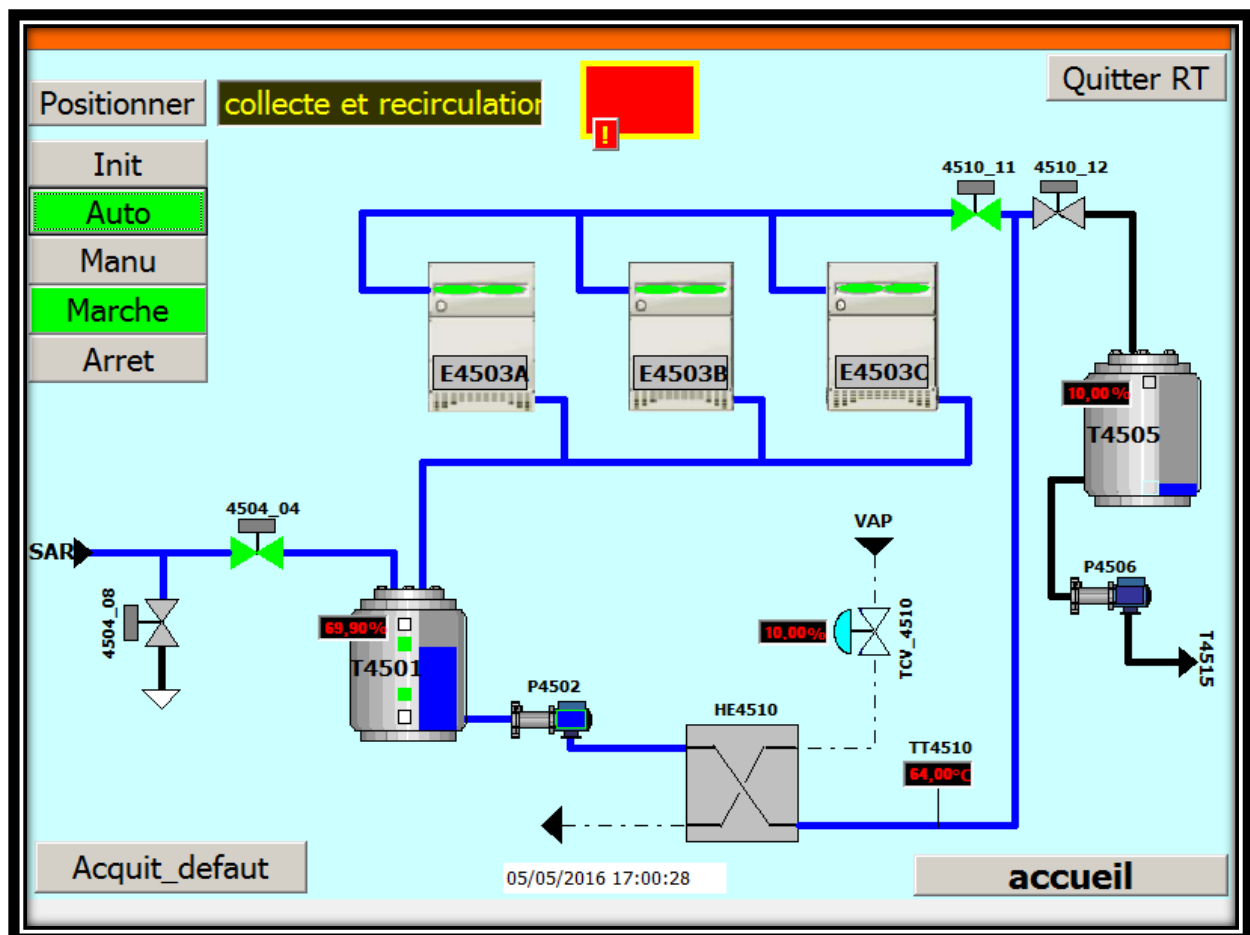 Quitter RT
Positionner
collecte et recirculation
!
Init
Auto
Manu
Marche
Arret
4510_11
4510_12
E4503A
E4503B
E4503C
10,00%
T4505
4504_04
SAR
VAP
P4506
4504_08
69,90%
T4501
10,00%
TCV_4510
T4515
P4502
HE4510
TT4510
64,00°C
Acquit_defaut
05/05/2016 17:00:28
accueil